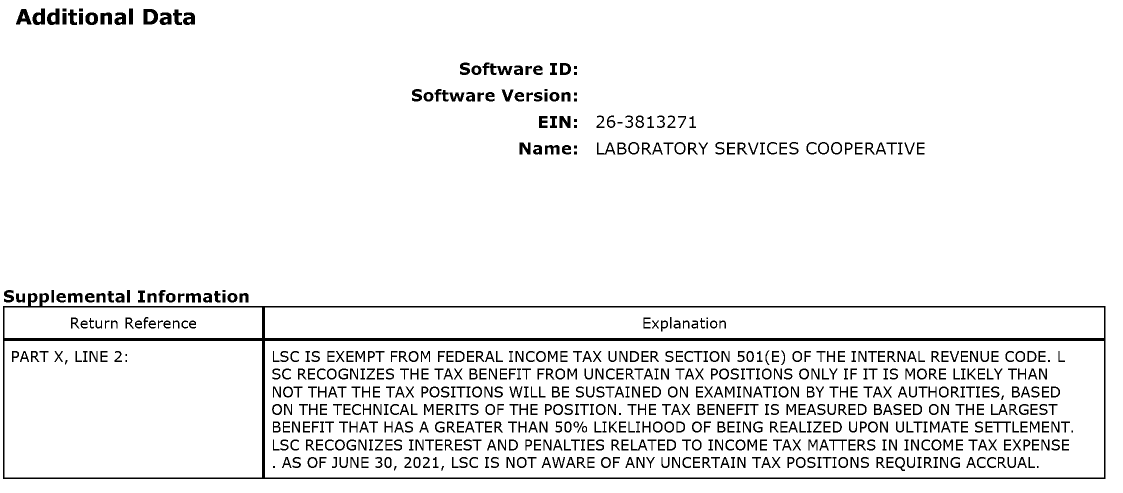 Additional Data
Software ID:
Software Version:
EIN: 26-3813271
Name: LABORATORY SERVICES COOPERATIVE
Supplemental Information
Return Reference Explanation
PART X, LINE 2: LSC IS EXEMPT FROM FEDERAL INCOME TAX UNDER SECTION 501(E) OF THE INTERNAL REVENUE CODE. L
SC RECOGNIZES THE TAX BENEFIT FROM UNCERTAIN TAX POSITIONS ONLY IF IT IS MORE LIKELY THAN
NOT THAT THE TAX POSITIONS WILL BE SUSTAINED ON EXAMINATION BY THE TAX AUTHORITIES, BASED
ON THE TECHNICAL MERITS OF THE POSITION. THE TAX BENEFIT IS MEASURED BASED ON THE LARGEST
BENEFIT THAT HAS A GREATER THAN 50% LIKELIHOOD OF BEING REALIZED UPON ULTIMATE SETTLEMENT.
LSC RECOGNIZES INTEREST AND PENALTIES RELATED TO INCOME TAX MATTERS IN INCOME TAX EXPENSE
. AS OF JUNE 30, 2021, LSC IS NOT AWARE OF ANY UNCERTAIN TAX POSITIONS REQUIRING ACCRUAL.